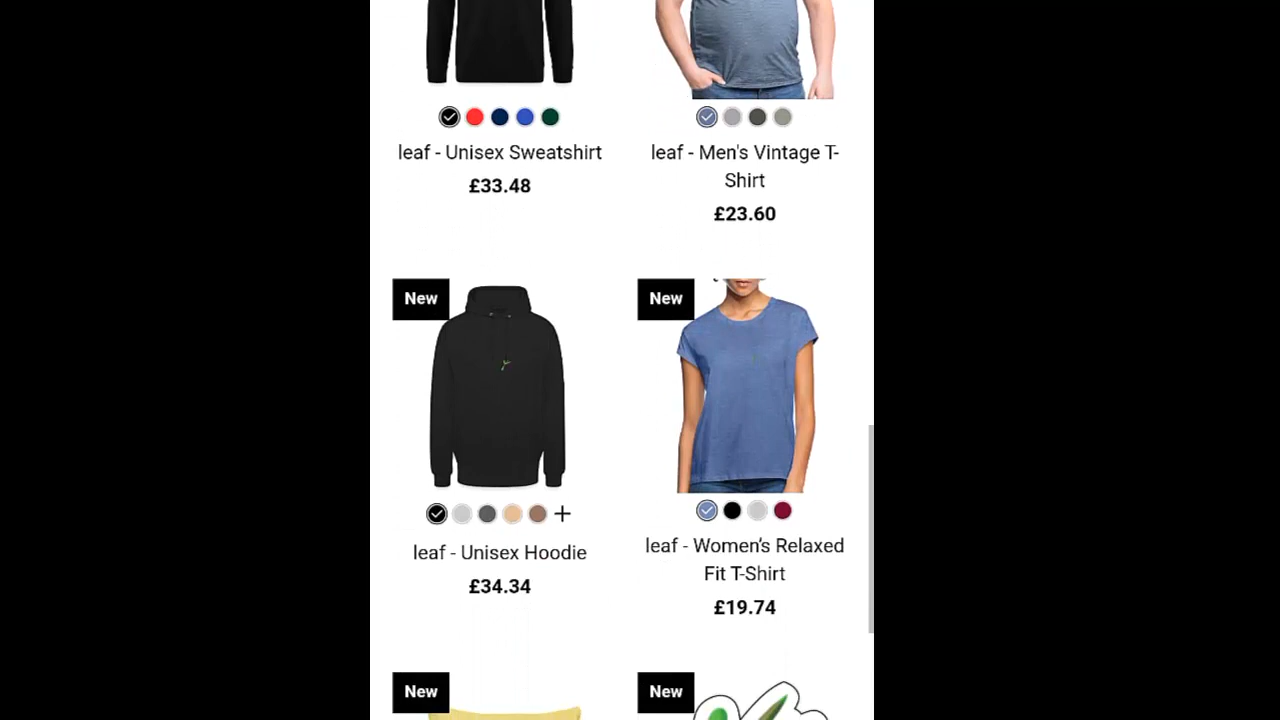 leaf - Unisex Sweatshirt
£33.48
leaf - Men's Vintage T-
Shirt
£23.60
New
New
leaf - Unisex Hoodie
£34.34
leaf - Women’s Relaxed
Fit T-Shirt
£19.74
New
New